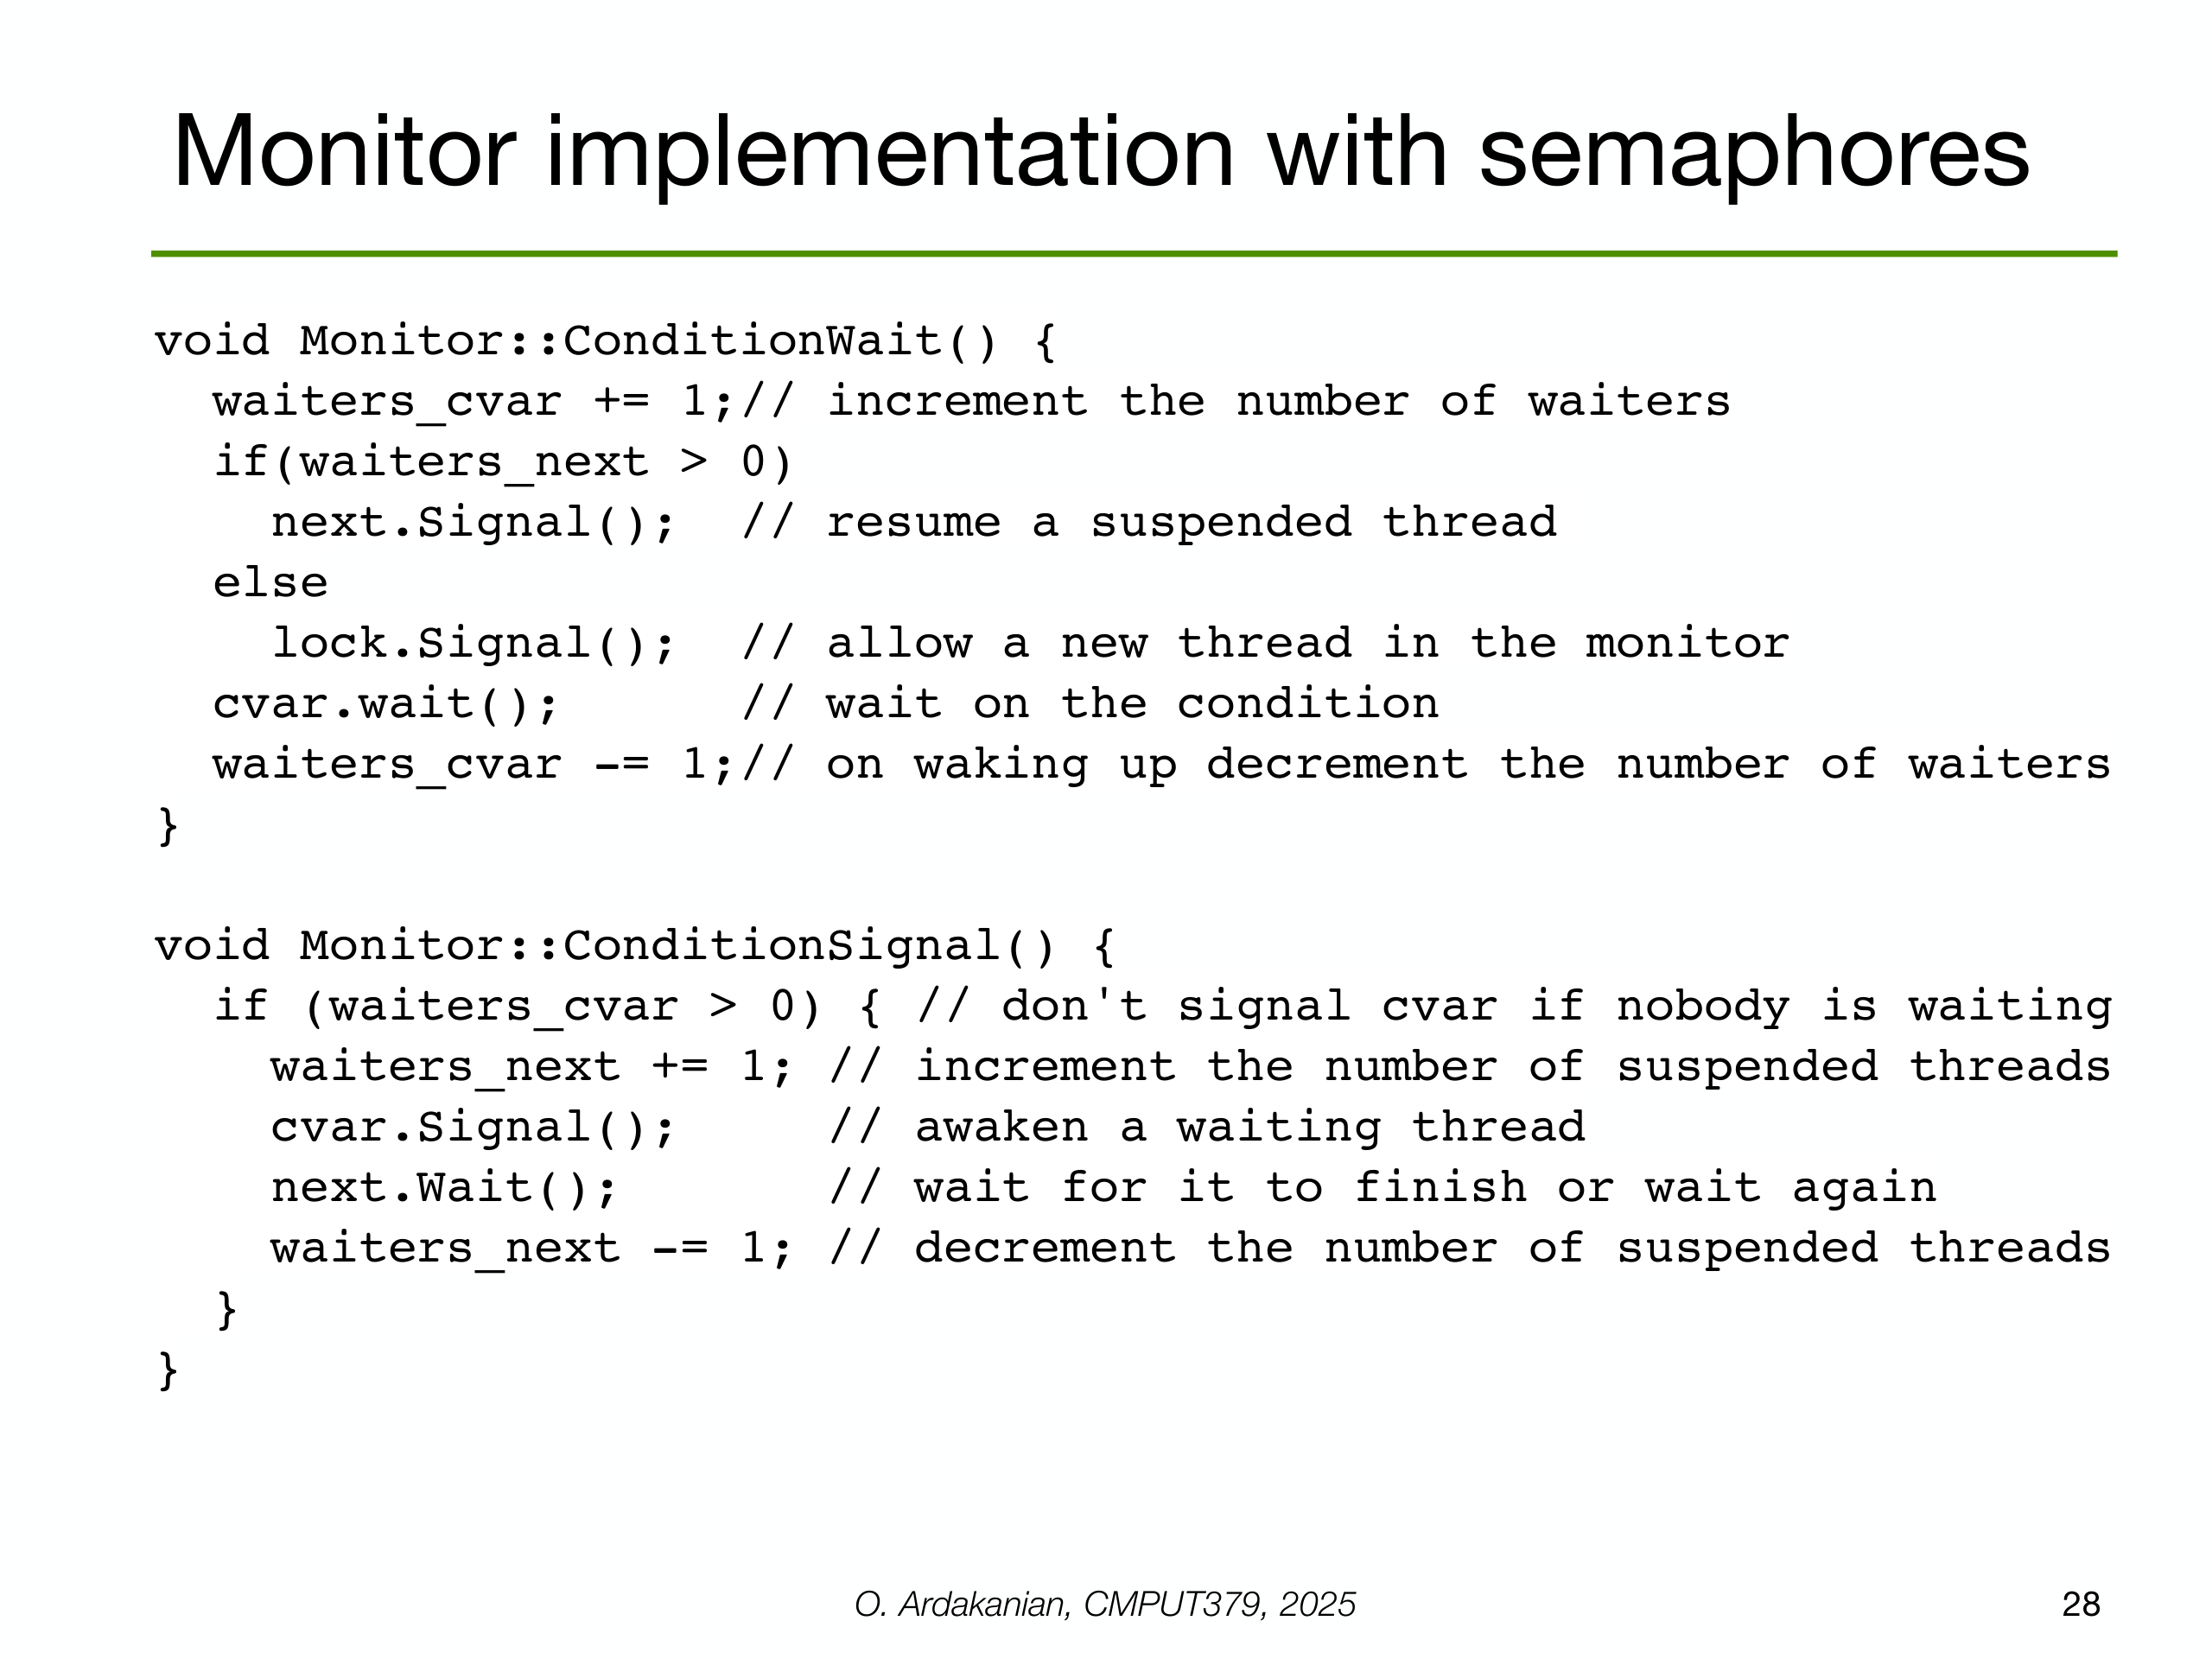 Monitor implementation with semaphores
void Monitor::ConditionWait() {
  waiters_cvar += 1;// increment the number of waiters
  if(waiters_next > 0)
    next.Signal();  // resume a suspended thread
  else
    lock.Signal();  // allow a new thread in the monitor
  cvar.wait();      // wait on the condition
  waiters_cvar -= 1;// on waking up decrement the number of waiters
}
void Monitor::ConditionSignal() {
  if (waiters_cvar > 0) { // don't signal cvar if nobody is waiting
    waiters_next += 1; // increment the number of suspended threads
    cvar.Signal();     // awaken a waiting thread
    next.Wait();       // wait for it to finish or wait again
    waiters_next -= 1; // decrement the number of suspended threads
  }
}
O. Ardakanian, CMPUT379, 2025
28